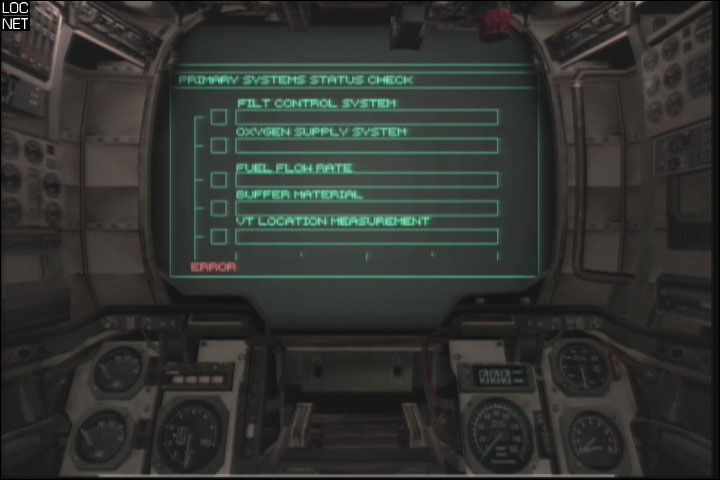 LOC
NET
PRIMARY SYSTEMS STATUS CHECK
FILT CONTROL SYSTEM
OXYGEN SUPPLY SYSTEM
FUEL FLOW RATE
BUFFER MATERIAL
VT LOCATION MEASUREMENT
ERROR